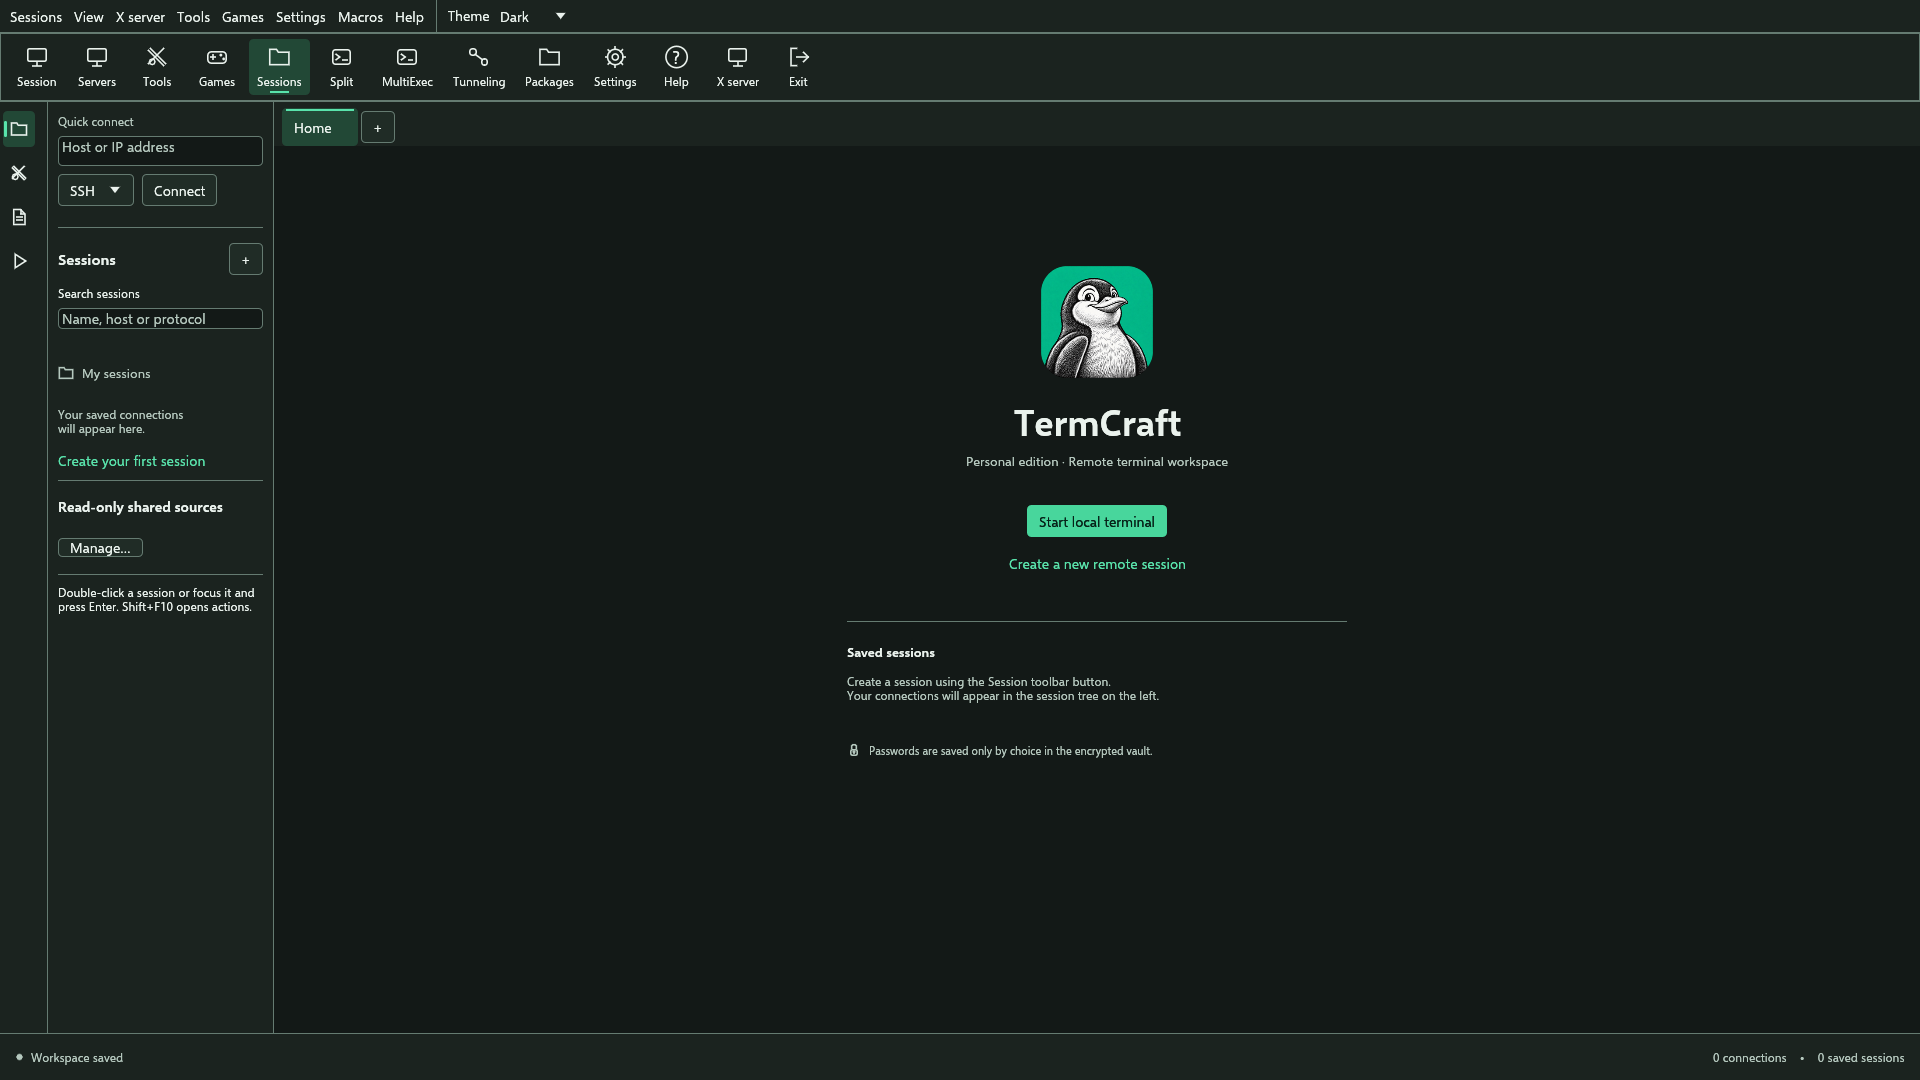 Sessions View X server Tools Games Settings Macros Help Theme Dark
Session Servers Tools Games Sessions Split MultiExec Tunneling Packages Settings Help X server Exit
Quick connect
Host or IP address
SSH Connect
Sessions +
Search sessions
Name, host or protocol
My sessions
Your saved connections
will appear here.
Create your first session
Read-only shared sources
Manage...
Double-click a session or focus it and
press Enter. Shift+F10 opens actions.
Home +
TermCraft
Personal edition · Remote terminal workspace
Start local terminal
Create a new remote session
Saved sessions
Create a session using the Session toolbar button.
Your connections will appear in the session tree on the left.
Passwords are saved only by choice in the encrypted vault.
Workspace saved
0 connections • 0 saved sessions